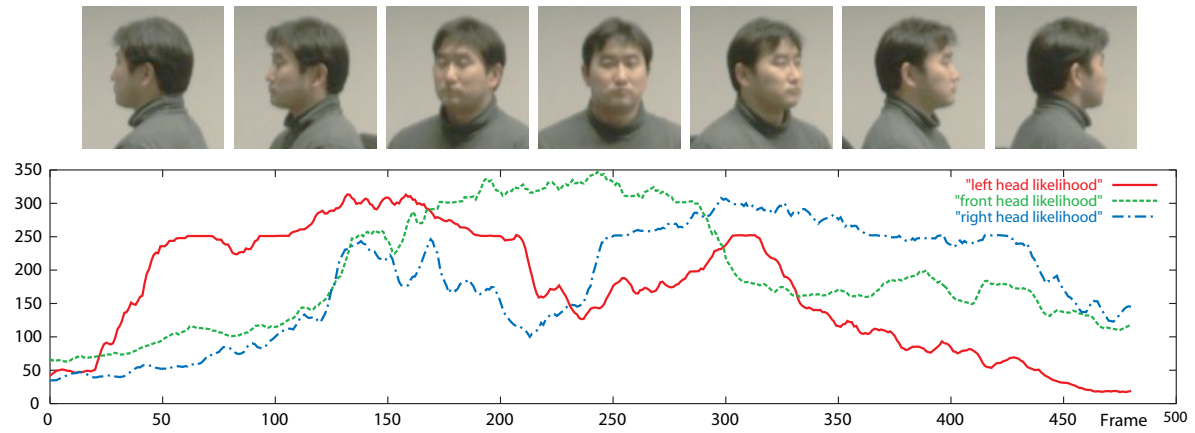 350
300
250
200
150
100
50
0
"left head likelihood"
"front head likelihood"
"right head likelihood"
0 50 100 150 200 250 300 350 400 450 Frame 500